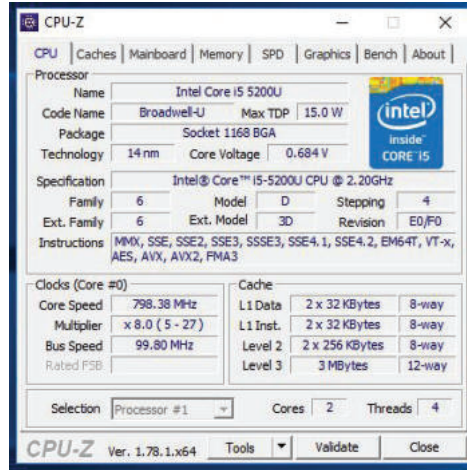 CPU-Z
CPU Caches Mainboard Memory SPD Graphics Bench About
Processor
Name Intel Core i5 5200U
Code Name Broadwell-U Max TDP 15.0 W
Package Socket 1168 BGA
Technology 14 nm Core Voltage 0.684 V
intel
inside™
CORE i5
Specification Intel® Core™ i5-5200U CPU @ 2.20GHz
Family 6 Model D Stepping 4
Ext. Family 6 Ext. Model 3D Revision E0/F0
Instructions MMX, SSE, SSE2, SSE3, SSSE3, SSE4.1, SSE4.2, EM64T, VT-x,
AES, AVX, AVX2, FMA3
Clocks (Core #0)
Core Speed 798.38 MHz
Multiplier x 8.0 ( 5 - 27 )
Bus Speed 99.80 MHz
Rated FSB
Cache
L1 Data 2 x 32 KBytes 8-way
L1 Inst. 2 x 32 KBytes 8-way
Level 2 2 x 256 KBytes 8-way
Level 3 3 MBytes 12-way
Selection Processor #1 Cores 2 Threads 4
CPU-Z Ver. 1.78.1.x64 Tools Validate Close